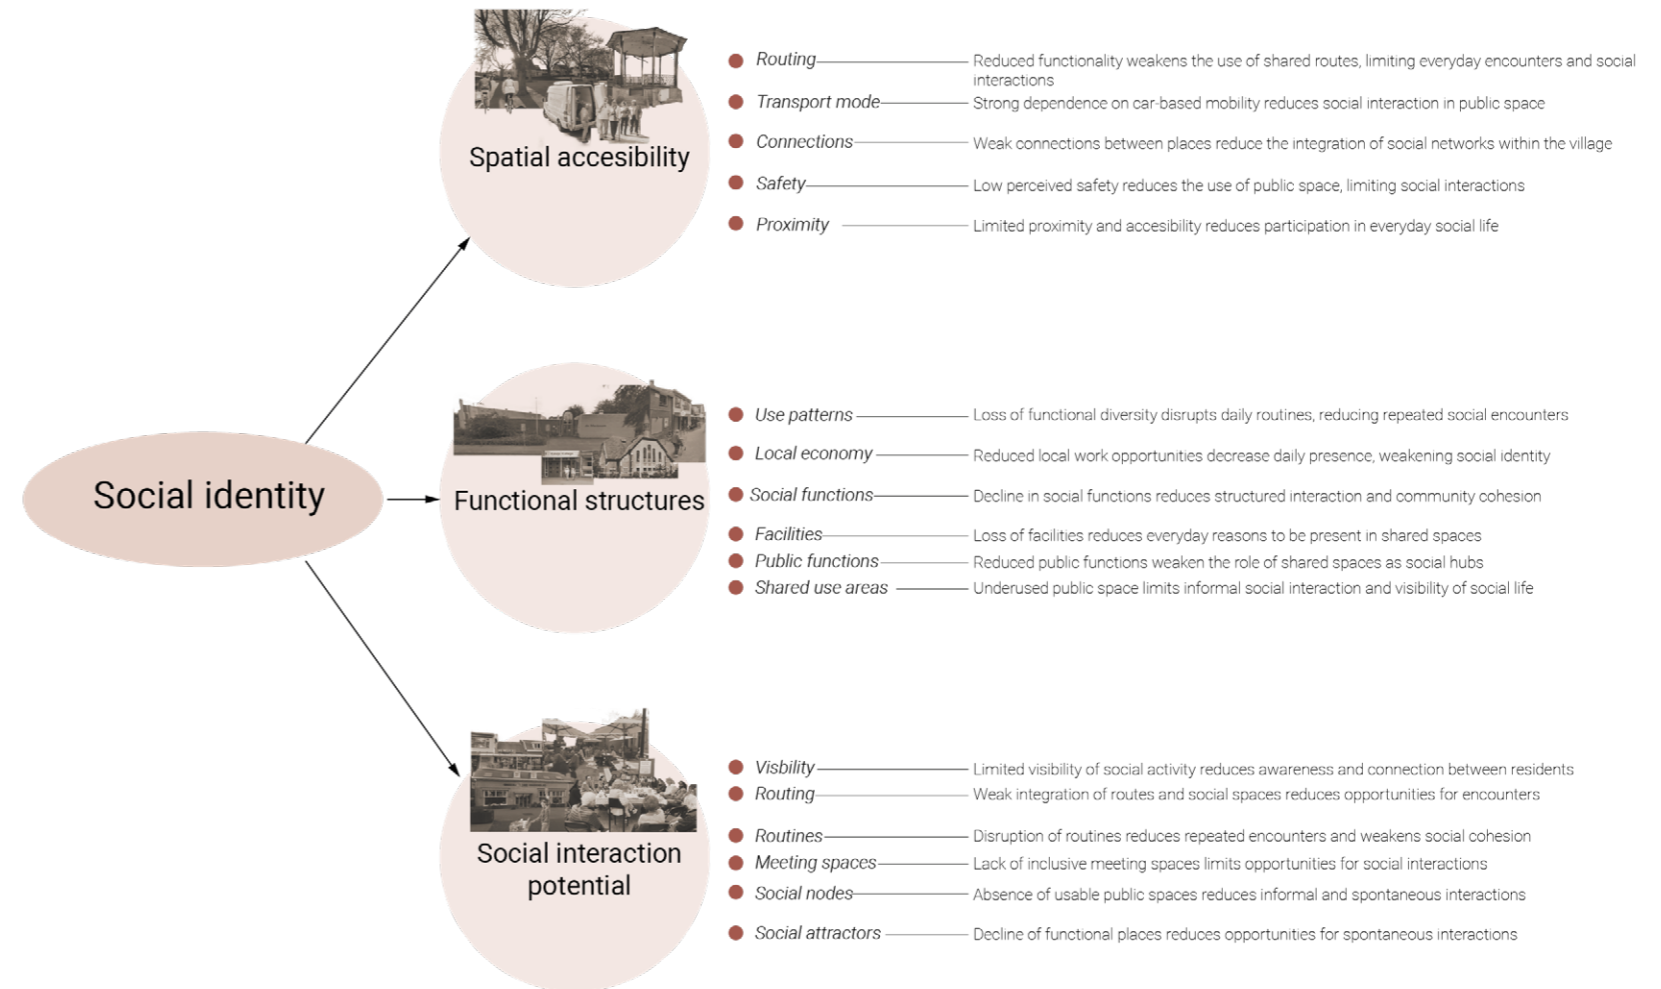 Social identity
Spatial accesibility
Routing
Reduced functionality weakens the use of shared routes, limiting everyday encounters and social
interactions
Transport mode
Strong dependence on car-based mobility reduces social interaction in public space
Connections
Weak connections between places reduce the integration of social networks within the village
Safety
Low perceived safety reduces the use of public space, limiting social interactions
Proximity
Limited proximity and accesibility reduces participation in everyday social life
Functional structures
Use patterns
Loss of functional diversity disrupts daily routines, reducing repeated social encounters
Local economy
Reduced local work opportunities decrease daily presence, weakening social identity
Social functions
Decline in social functions reduces structured interaction and community cohesion
Facilities
Loss of facilities reduces everyday reasons to be present in shared spaces
Public functions
Reduced public functions weaken the role of shared spaces as social hubs
Shared use areas
Underused public space limits informal social interaction and visibility of social life
Social interaction
potential
Visbility
Limited visibility of social activity reduces awareness and connection between residents
Routing
Weak integration of routes and social spaces reduces opportunities for encounters
Routines
Disruption of routines reduces repeated encounters and weakens social cohesion
Meeting spaces
Lack of inclusive meeting spaces limits opportunities for social interactions
Social nodes
Absence of usable public spaces reduces informal and spontaneous interactions
Social attractors
Decline of functional places reduces opportunities for spontaneous interactions